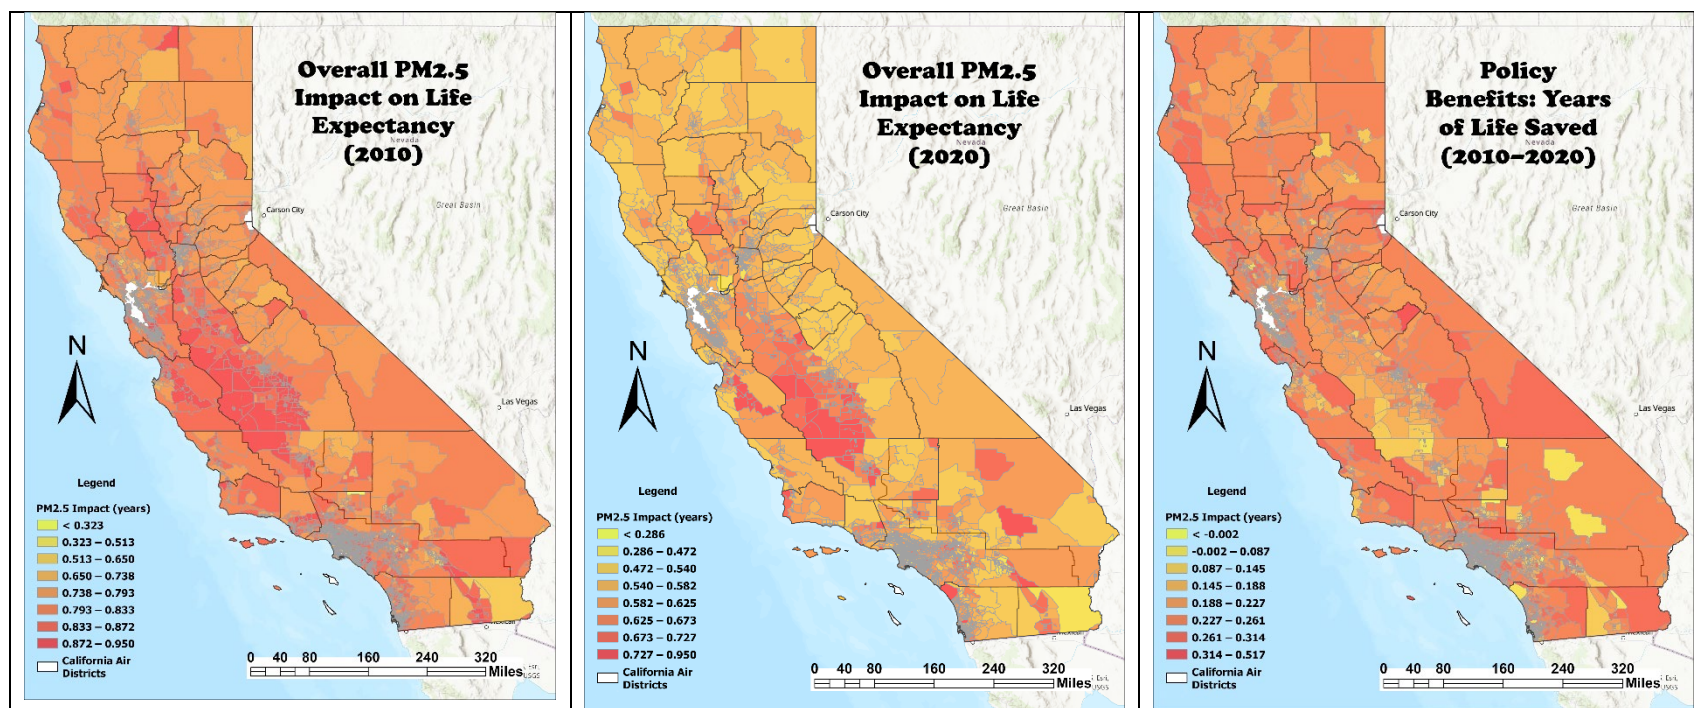 Overall PM2.5
Impact on Life
Expectancy
(2010)
Nevada
Great Basin
Carson City
Las Vegas
N
Legend
PM2.5 Impact (years)
< 0.323
0.323 – 0.513
0.513 – 0.650
0.650 – 0.738
0.738 – 0.793
0.793 – 0.833
0.833 – 0.872
0.872 – 0.950
California Air
Districts
0 40 80 160 240 320
Miles
Esri,
USGS
Overall PM2.5
Impact on Life
Expectancy
(2020)
Nevada
Great Basin
Carson City
Las Vegas
N
Legend
PM2.5 Impact (years)
< 0.286
0.286 – 0.472
0.472 – 0.540
0.540 – 0.582
0.582 – 0.625
0.625 – 0.673
0.673 – 0.727
0.727 – 0.950
California Air
Districts
0 40 80 160 240 320
Miles
Esri,
USGS
Policy
Benefits: Years
of Life Saved
(2010–2020)
Nevada
Great Basin
Carson City
Las Vegas
N
Legend
PM2.5 Impact (years)
< -0.002
-0.002 – 0.087
0.087 – 0.145
0.145 – 0.188
0.188 – 0.227
0.227 – 0.261
0.261 – 0.314
0.314 – 0.517
California Air
Districts
0 40 80 160 240 320
Miles
Esri,
USGS